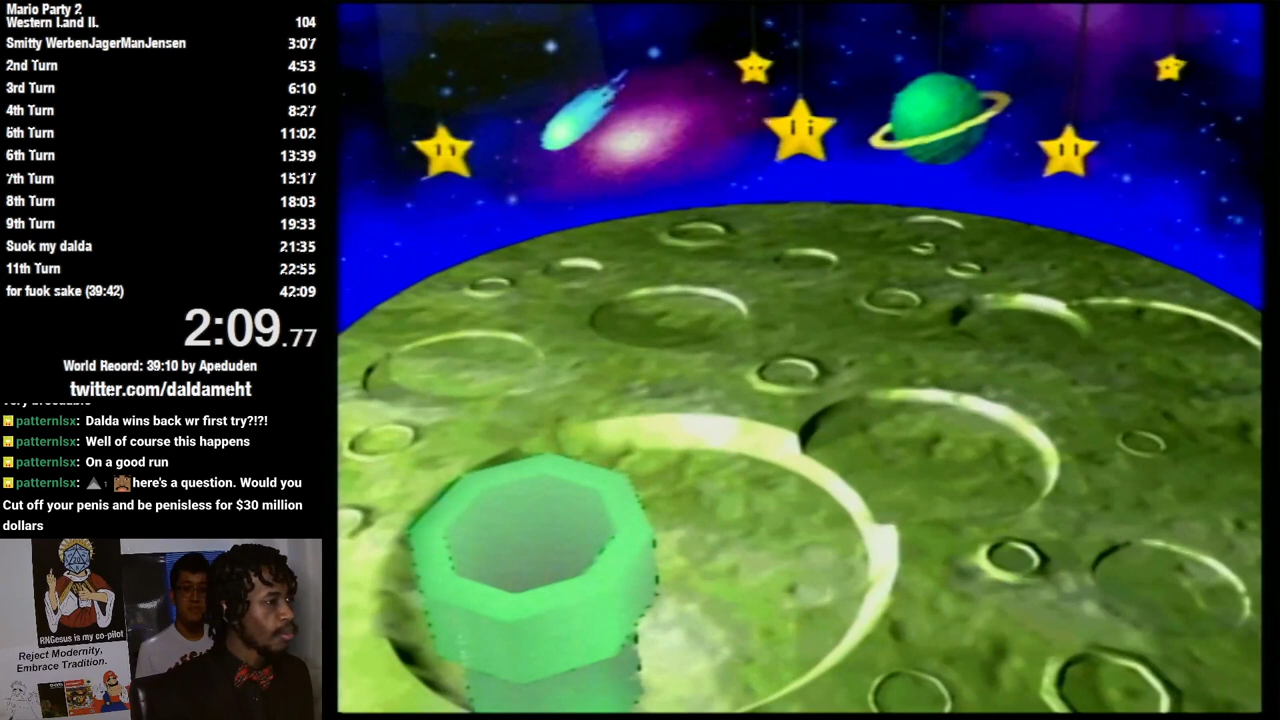 Mario Party 2
Western Land II. 104
Smitty WerbenJagerManJensen 3:07
2nd Turn 4:53
3rd Turn 6:10
4th Turn 8:27
5th Turn 11:02
6th Turn 13:39
7th Turn 15:17
8th Turn 18:03
9th Turn 19:33
Suck my dalda 21:35
11th Turn 22:55
for fuck sake (39:42) 42:09
2:09.77
World Record: 39:10 by Apeduden
twitter.com/daldameht
patternlsx: Dalda wins back wr first try?!?!
patternlsx: Well of course this happens
patternlsx: On a good run
patternlsx: 1 here's a question. Would you
Cut off your penis and be penisless for $30 million
dollars
RNGesus is my co-pilot
Reject Modernity,
Embrace Tradition.